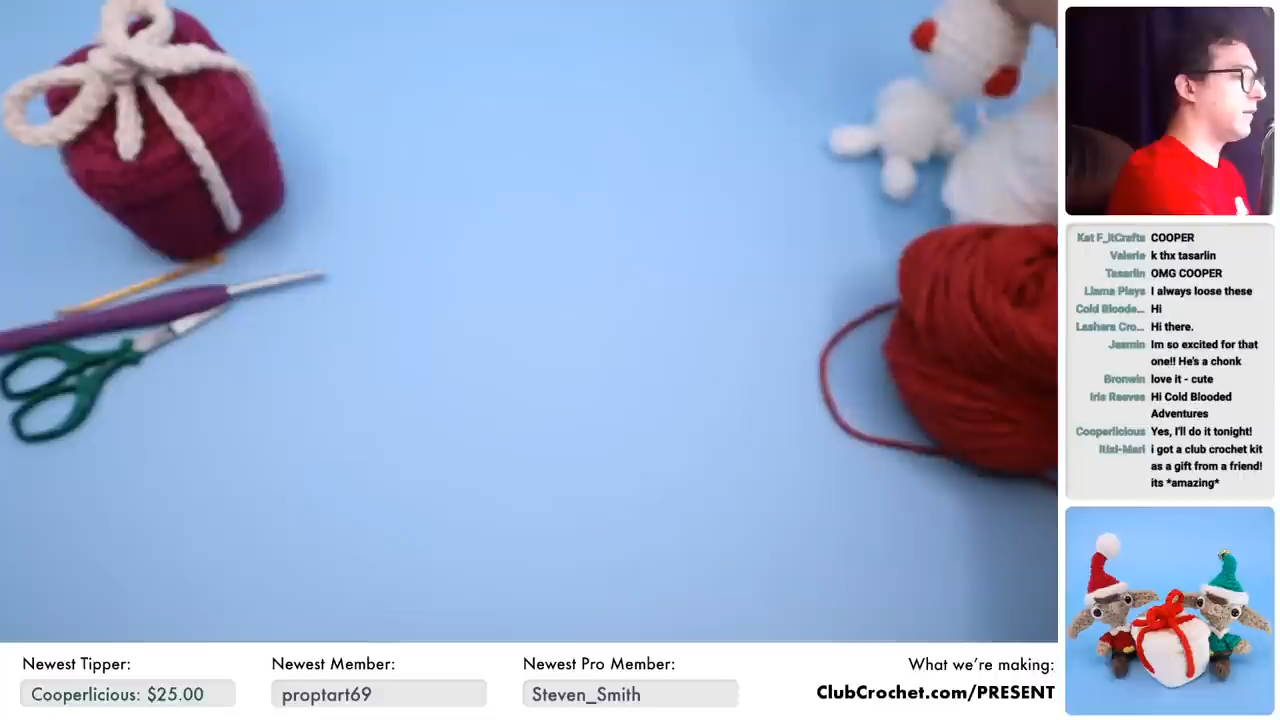 Kat F_itCrafts COOPER
Valerie k thx tasarlin
Tasarlin OMG COOPER
Llama Plays I always loose these
Cold Bloode... Hi
Lashara Cro... Hi there.
Jasmin Im so excited for that
one!! He's a chonk
Bronwin love it - cute
Iris Reeves Hi Cold Blooded
Adventures
Cooperlicious Yes, I'll do it tonight!
Itzi-Mari i got a club crochet kit
as a gift from a friend!
its *amazing*
Newest Tipper:
Cooperlicious: $25.00
Newest Member:
proptart69
Newest Pro Member:
Steven_Smith
What we're making:
ClubCrochet.com/PRESENT